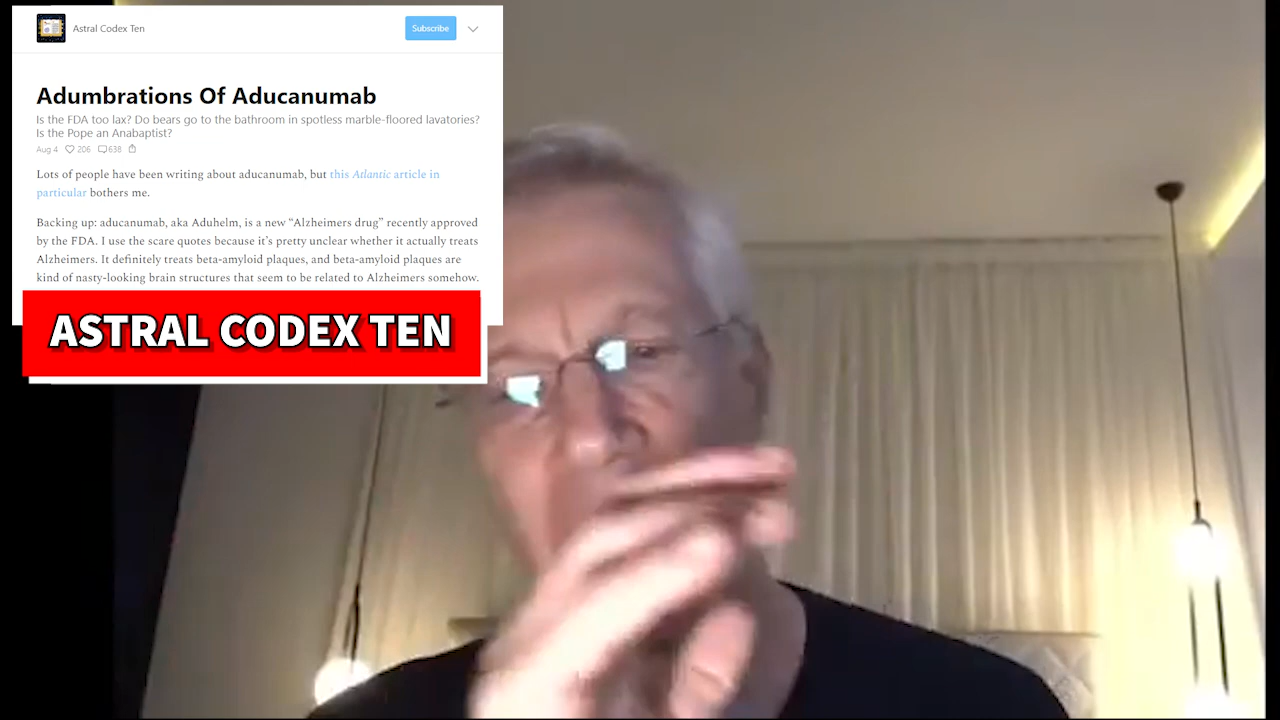 Astral Codex Ten
Subscribe
Adumbrations Of Aducanumab
Is the FDA too lax? Do bears go to the bathroom in spotless marble-floored lavatories?
Is the Pope an Anabaptist?
Aug 4 206 638
Lots of people have been writing about aducanumab, but this Atlantic article in
particular bothers me.
Backing up: aducanumab, aka Aduhelm, is a new “Alzheimers drug” recently approved
by the FDA. I use the scare quotes because it’s pretty unclear whether it actually treats
Alzheimers. It definitely treats beta-amyloid plaques, and beta-amyloid plaques are
kind of nasty-looking brain structures that seem to be related to Alzheimers somehow.
ASTRAL CODEX TEN